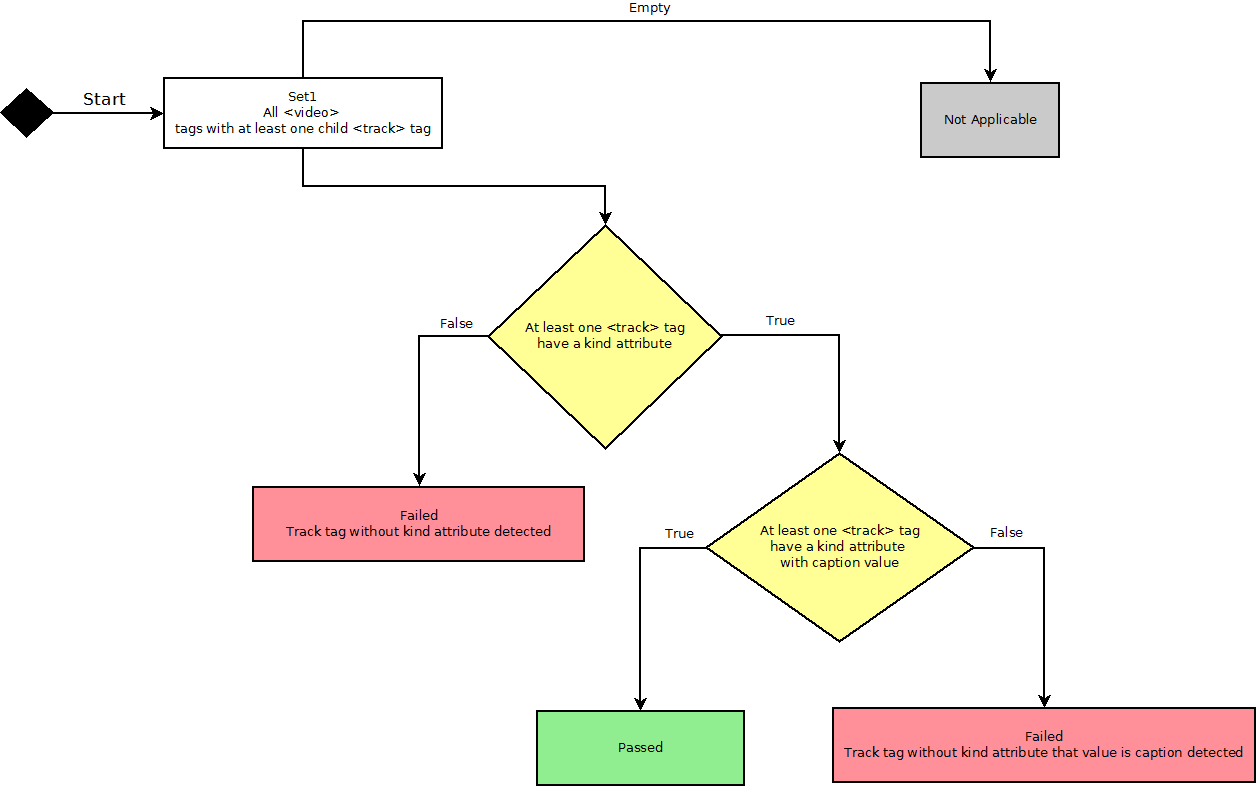 Empty
Start
Set1
All <video>
tags with at least one child <track> tag
Not Applicable
False
True
At least one <track> tag
have a kind attribute
Failed
Track tag without kind attribute detected
True
False
At least one <track> tag
have a kind attribute
with caption value
Passed
Failed
Track tag without kind attribute that value is caption detected